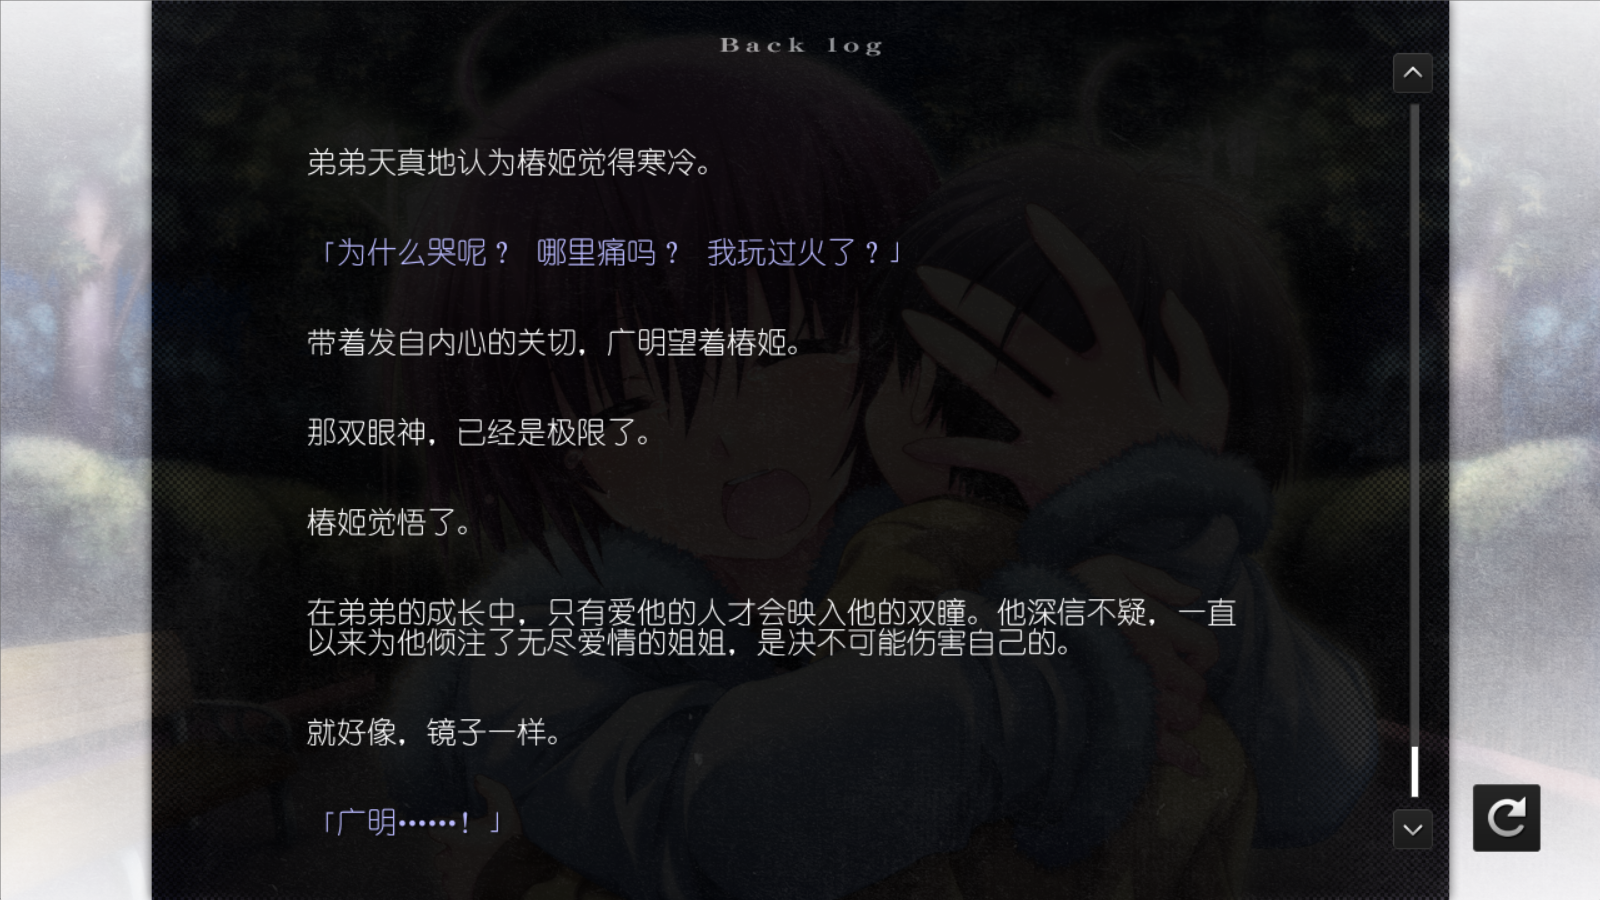 Back log
弟弟天真地认为椿姬觉得寒冷。
「为什么哭呢？ 哪里痛吗？ 我玩过火了？」
带着发自内心的关切，广明望着椿姬。
那双眼神，已经是极限了。
椿姬觉悟了。
在弟弟的成长中，只有爱他的人才会映入他的双瞳。他深信不疑，一直
以来为他倾注了无尽爱情的姐姐，是决不可能伤害自己的。
就好像，镜子一样。
「广明……！」